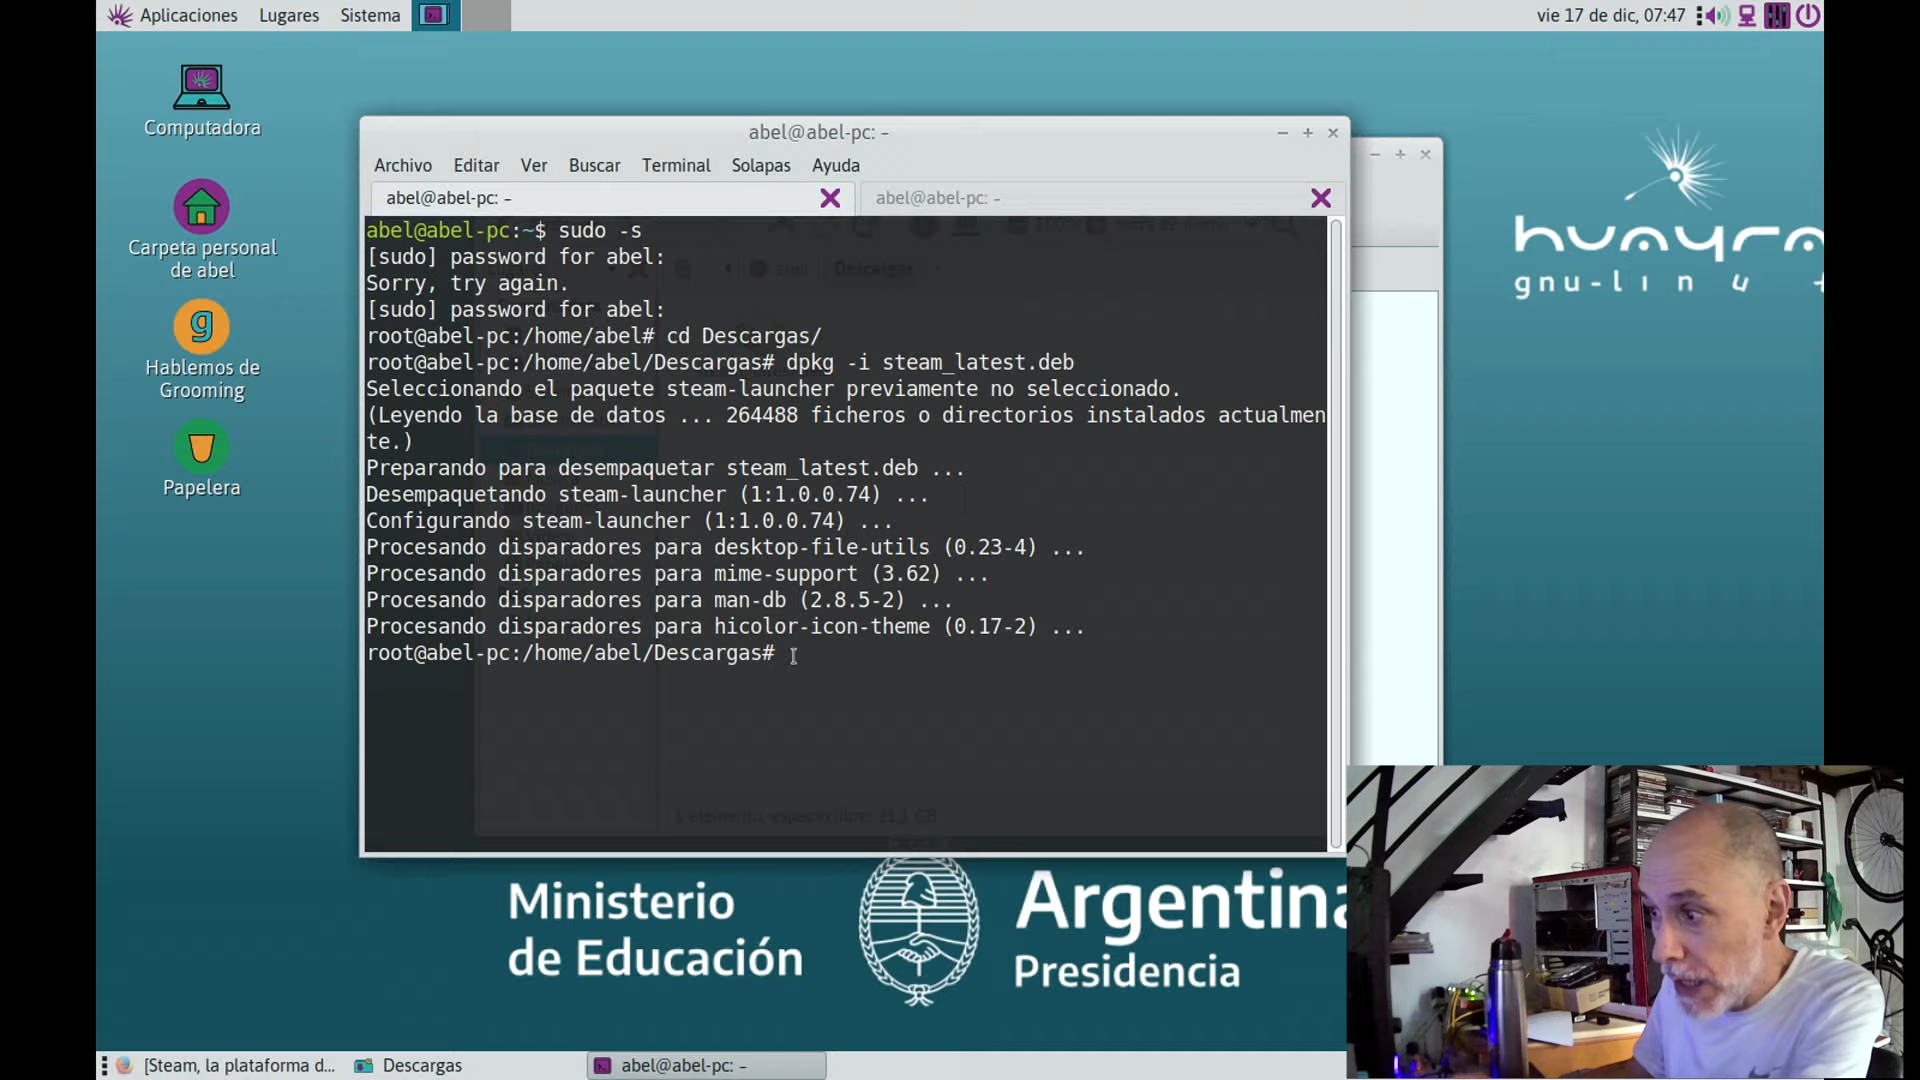 Aplicaciones Lugares Sistema
vie 17 de dic, 07:47
Computadora
Carpeta personal
de abel
Hablemos de
Grooming
Papelera
abel@abel-pc: ~
Archivo Editar Ver Buscar Terminal Solapas Ayuda
abel@abel-pc: ~
abel@abel-pc: ~
abel@abel-pc:~$ sudo -s
[sudo] password for abel:
Sorry, try again.
[sudo] password for abel:
root@abel-pc:/home/abel# cd Descargas/
root@abel-pc:/home/abel/Descargas# dpkg -i steam_latest.deb
Seleccionando el paquete steam-launcher previamente no seleccionado.
(Leyendo la base de datos ... 264488 ficheros o directorios instalados actualmen
te.)
Preparando para desempaquetar steam_latest.deb ...
Desempaquetando steam-launcher (1:1.0.0.74) ...
Configurando steam-launcher (1:1.0.0.74) ...
Procesando disparadores para desktop-file-utils (0.23-4) ...
Procesando disparadores para mime-support (3.62) ...
Procesando disparadores para man-db (2.8.5-2) ...
Procesando disparadores para hicolor-icon-theme (0.17-2) ...
root@abel-pc:/home/abel/Descargas#
1 elemento, espacio libre: 21,1 GB
huayra
gnu-linu
Ministerio
de Educación
Argentina
Presidencia
[Steam, la plataforma d...
Descargas
abel@abel-pc: ~